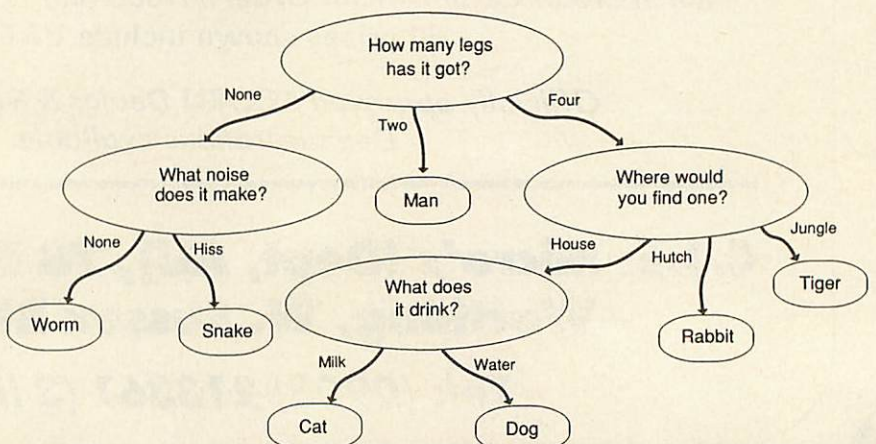 How many legs
has it got?
None
Two
Four
What noise
does it make?
Man
Where would
you find one?
None
Hiss
House
Hutch
Jungle
What does
it drink?
Worm
Snake
Rabbit
Tiger
Milk
Water
Cat
Dog